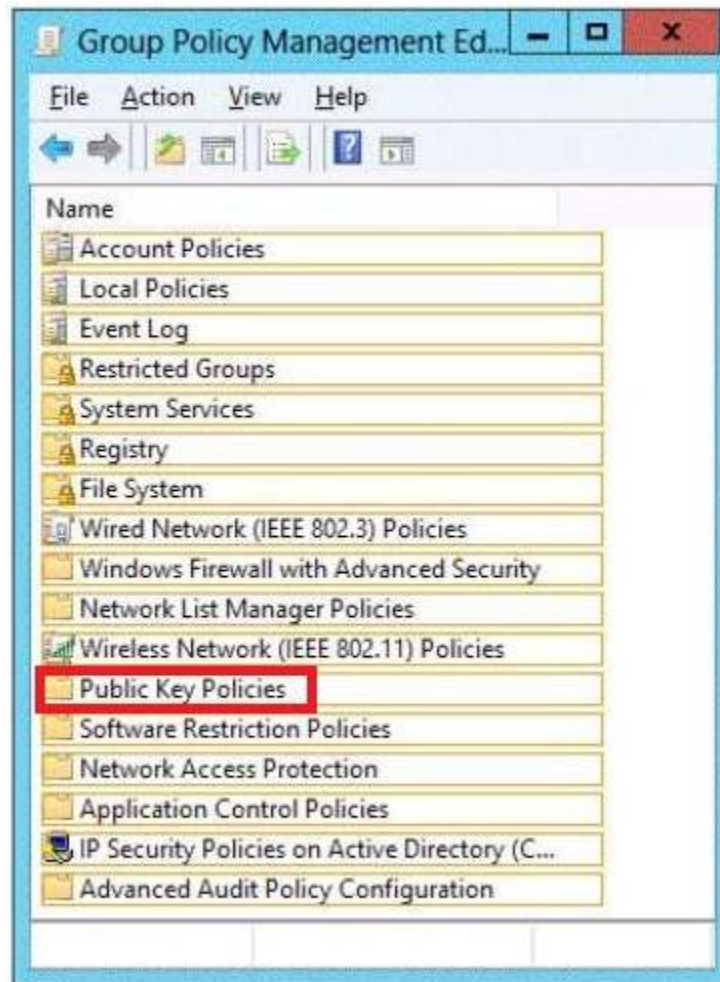 Group Policy Management Ed...
File Action View Help
Name
Account Policies
Local Policies
Event Log
Restricted Groups
System Services
Registry
File System
Wired Network (IEEE 802.3) Policies
Windows Firewall with Advanced Security
Network List Manager Policies
Wireless Network (IEEE 802.11) Policies
Public Key Policies
Software Restriction Policies
Network Access Protection
Application Control Policies
IP Security Policies on Active Directory (C...
Advanced Audit Policy Configuration